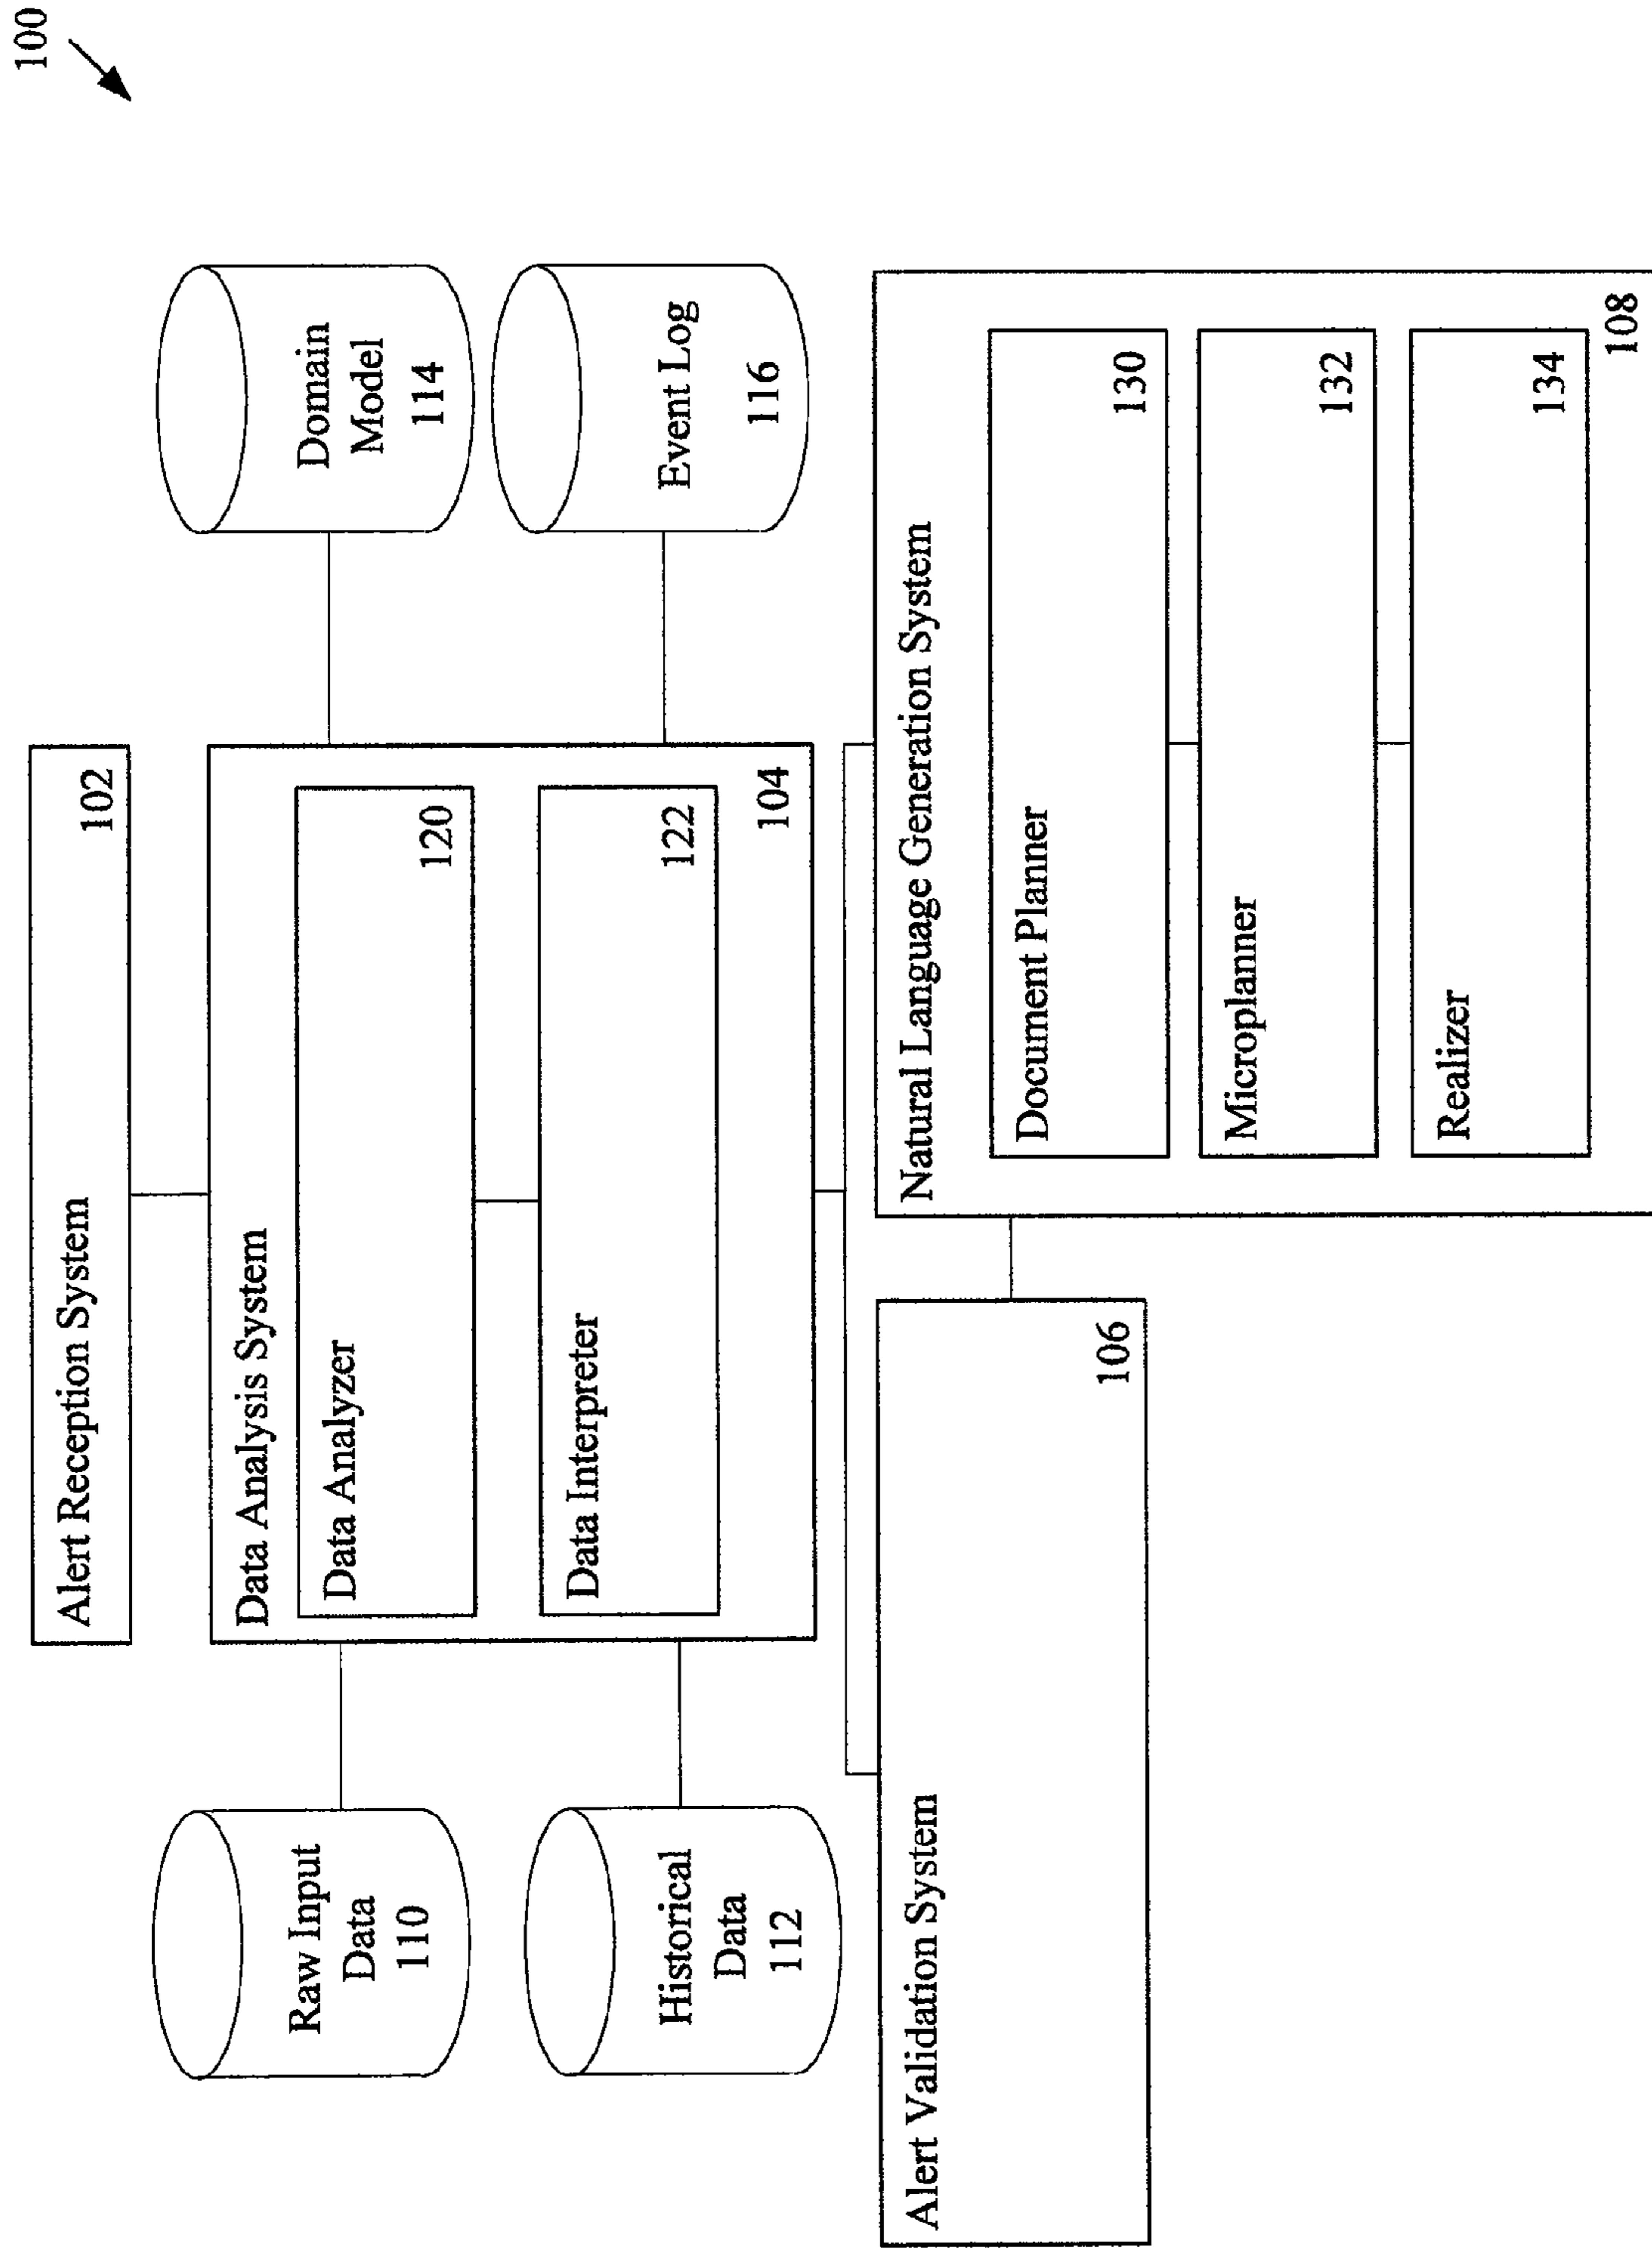 100
Alert Reception System
102
Data Analysis System
Data Analyzer
120
Data Interpreter
122
104
Raw Input
Data
110
Historical
Data
112
Domain
Model
114
Event Log
116
Alert Validation System
106
Natural Language Generation System
Document Planner
130
Microplanner
132
Realizer
134
108